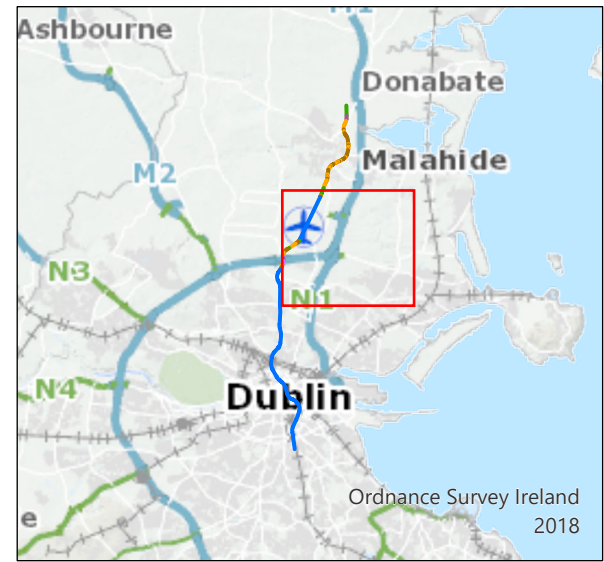 M1
Ashbourne
Donabate
Malahide
M2
N3
N1
N4
Dublin
Ordnance Survey Ireland
2018
e